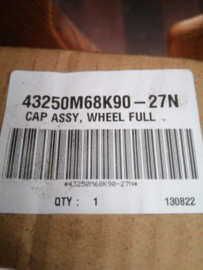 43250M68K90-27N
CAP ASSY, WHEEL FULL
*43250M68K90-27N*
QTY : 1 130822